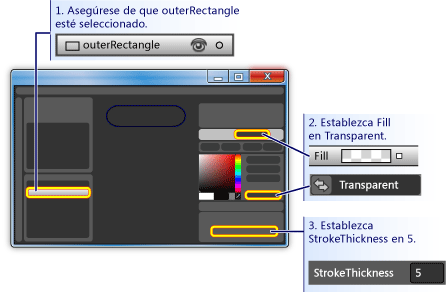 1. Asegúrese de que outerRectangle
esté seleccionado.
outerRectangle
2. Establezca Fill
en Transparent.
Fill
Transparent
3. Establezca
StrokeThickness en 5.
StrokeThickness 5